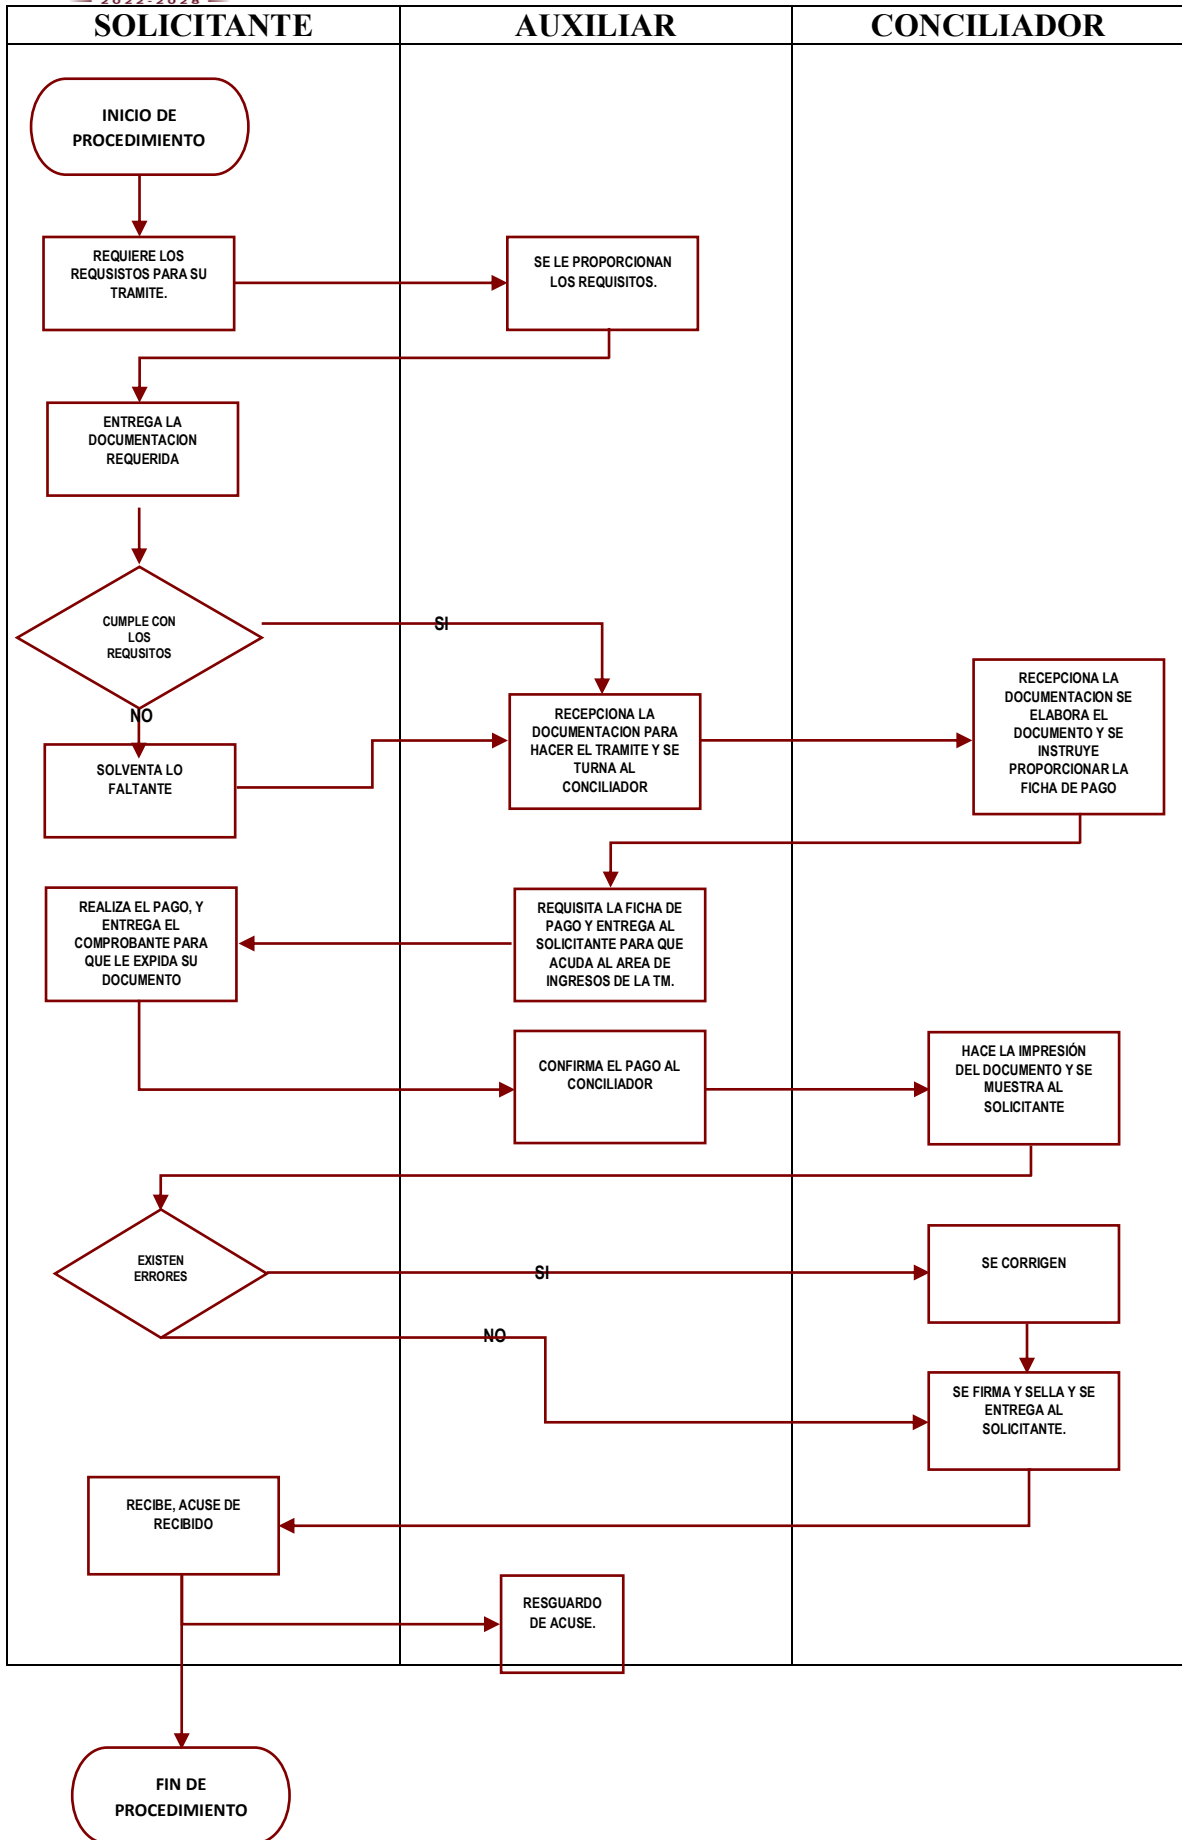 2022-2028
SOLICITANTE
AUXILIAR
CONCILIADOR
INICIO DE
PROCEDIMIENTO
REQUIERE LOS
REQUSISTOS PARA SU
TRAMITE.
SE LE PROPORCIONAN
LOS REQUISITOS.
ENTREGA LA
DOCUMENTACION
REQUERIDA
CUMPLE CON
LOS
REQUSITOS
SI
NO
SOLVENTA LO
FALTANTE
RECEPCIONA LA
DOCUMENTACION PARA
HACER EL TRAMITE Y SE
TURNA AL
CONCILIADOR
RECEPCIONA LA
DOCUMENTACION SE
ELABORA EL
DOCUMENTO Y SE
INSTRUYE
PROPORCIONAR LA
FICHA DE PAGO
REALIZA EL PAGO, Y
ENTREGA EL
COMPROBANTE PARA
QUE LE EXPIDA SU
DOCUMENTO
REQUISITA LA FICHA DE
PAGO Y ENTREGA AL
SOLICITANTE PARA QUE
ACUDA AL AREA DE
INGRESOS DE LA TM.
CONFIRMA EL PAGO AL
CONCILIADOR
HACE LA IMPRESIÓN
DEL DOCUMENTO Y SE
MUESTRA AL
SOLICITANTE
EXISTEN
ERRORES
SI
SE CORRIGEN
NO
SE FIRMA Y SELLA Y SE
ENTREGA AL
SOLICITANTE.
RECIBE, ACUSE DE
RECIBIDO
RESGUARDO
DE ACUSE.
FIN DE
PROCEDIMIENTO